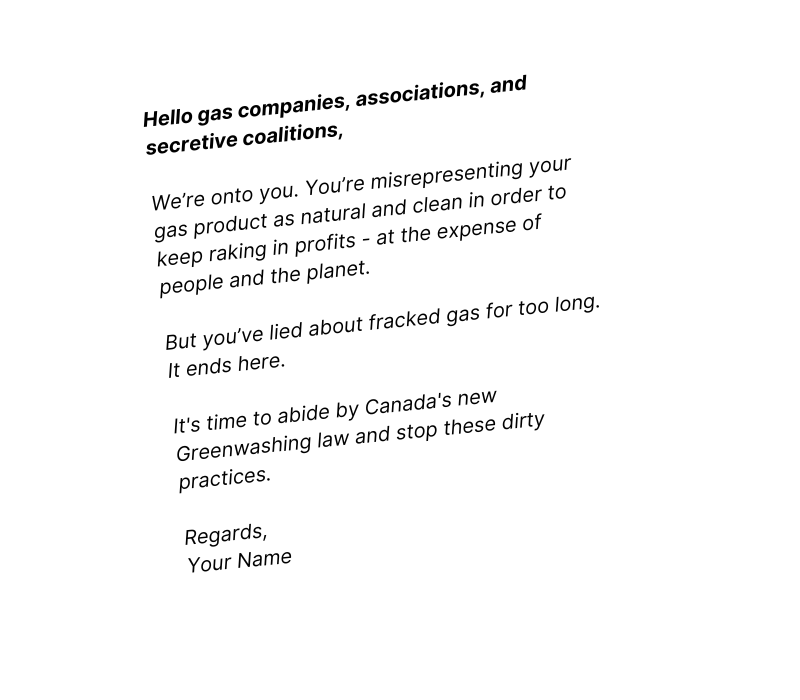 Hello gas companies, associations, and
secretive coalitions,
We’re onto you. You’re misrepresenting your
gas product as natural and clean in order to
keep raking in profits - at the expense of
people and the planet.
But you’ve lied about fracked gas for too long.
It ends here.
It's time to abide by Canada's new
Greenwashing law and stop these dirty
practices.
Regards,
Your Name